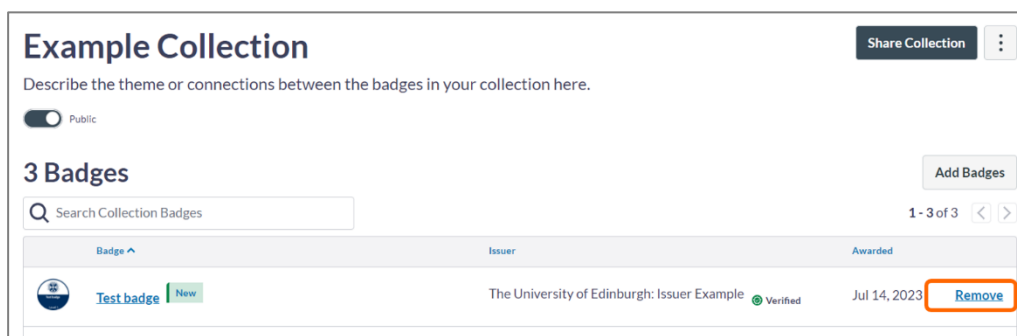 Example Collection
Share Collection
Describe the theme or connections between the badges in your collection here.
Public
3 Badges
Add Badges
Search Collection Badges
1 - 3 of 3
Badge Issuer Awarded
Test badge New The University of Edinburgh: Issuer Example Verified Jul 14, 2023 Remove